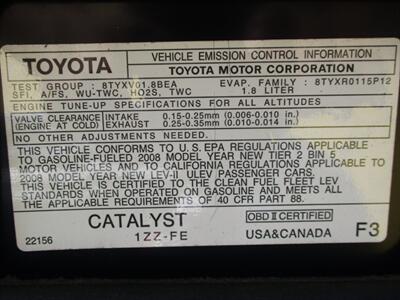 TOYOTA
VEHICLE EMISSION CONTROL INFORMATION
TOYOTA MOTOR CORPORATION
TEST GROUP : 8TYXV01.8BEA EVAP. FAMILY : 8TYXR0115P12
SFI, A/FS, WU-TWC, HO2S, TWC 1.8 LITER
ENGINE TUNE-UP SPECIFICATIONS FOR ALL ALTITUDES
VALVE CLEARANCE INTAKE 0.15-0.25mm (0.006-0.010 in.)
(ENGINE AT COLD) EXHAUST 0.25-0.35mm (0.010-0.014 in.)
NO OTHER ADJUSTMENTS NEEDED.
THIS VEHICLE CONFORMS TO U.S.EPA REGULATIONS APPLICABLE
TO GASOLINE-FUELED 2008 MODEL YEAR NEW TIER 2 BIN 5
MOTOR VEHICLES AND TO CALIFORNIA REGULATIONS APPLICABLE TO
2008 MODEL YEAR NEW LEV-II ULEV PASSENGER CARS.
THIS VEHICLE IS CERTIFIED TO THE CLEAN FUEL FLEET LEV
STANDARDS WHEN OPERATED ON GASOLINE AND MEETS ALL
THE APPLICABLE REQUIREMENTS OF 40 CFR PART 88.
CATALYST
OBD II CERTIFIED
22156 1ZZ-FE USA&CANADA F3